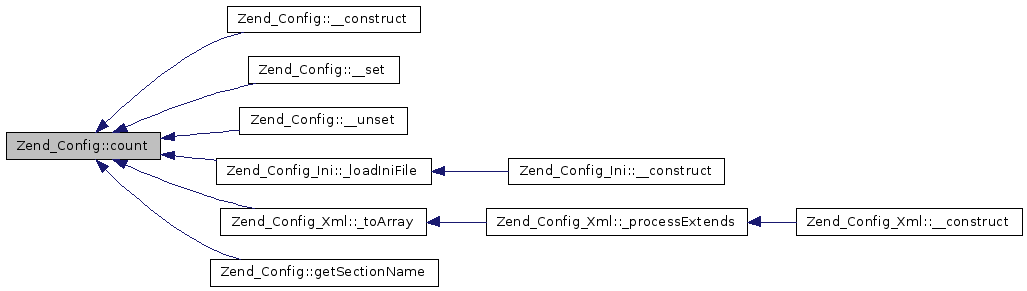 Zend_Config::__construct
Zend_Config::__set
Zend_Config::__unset
Zend_Config::count
Zend_Config_Ini::_loadIniFile
Zend_Config_Ini::__construct
Zend_Config_Xml::_toArray
Zend_Config_Xml::_processExtends
Zend_Config_Xml::__construct
Zend_Config::getSectionName